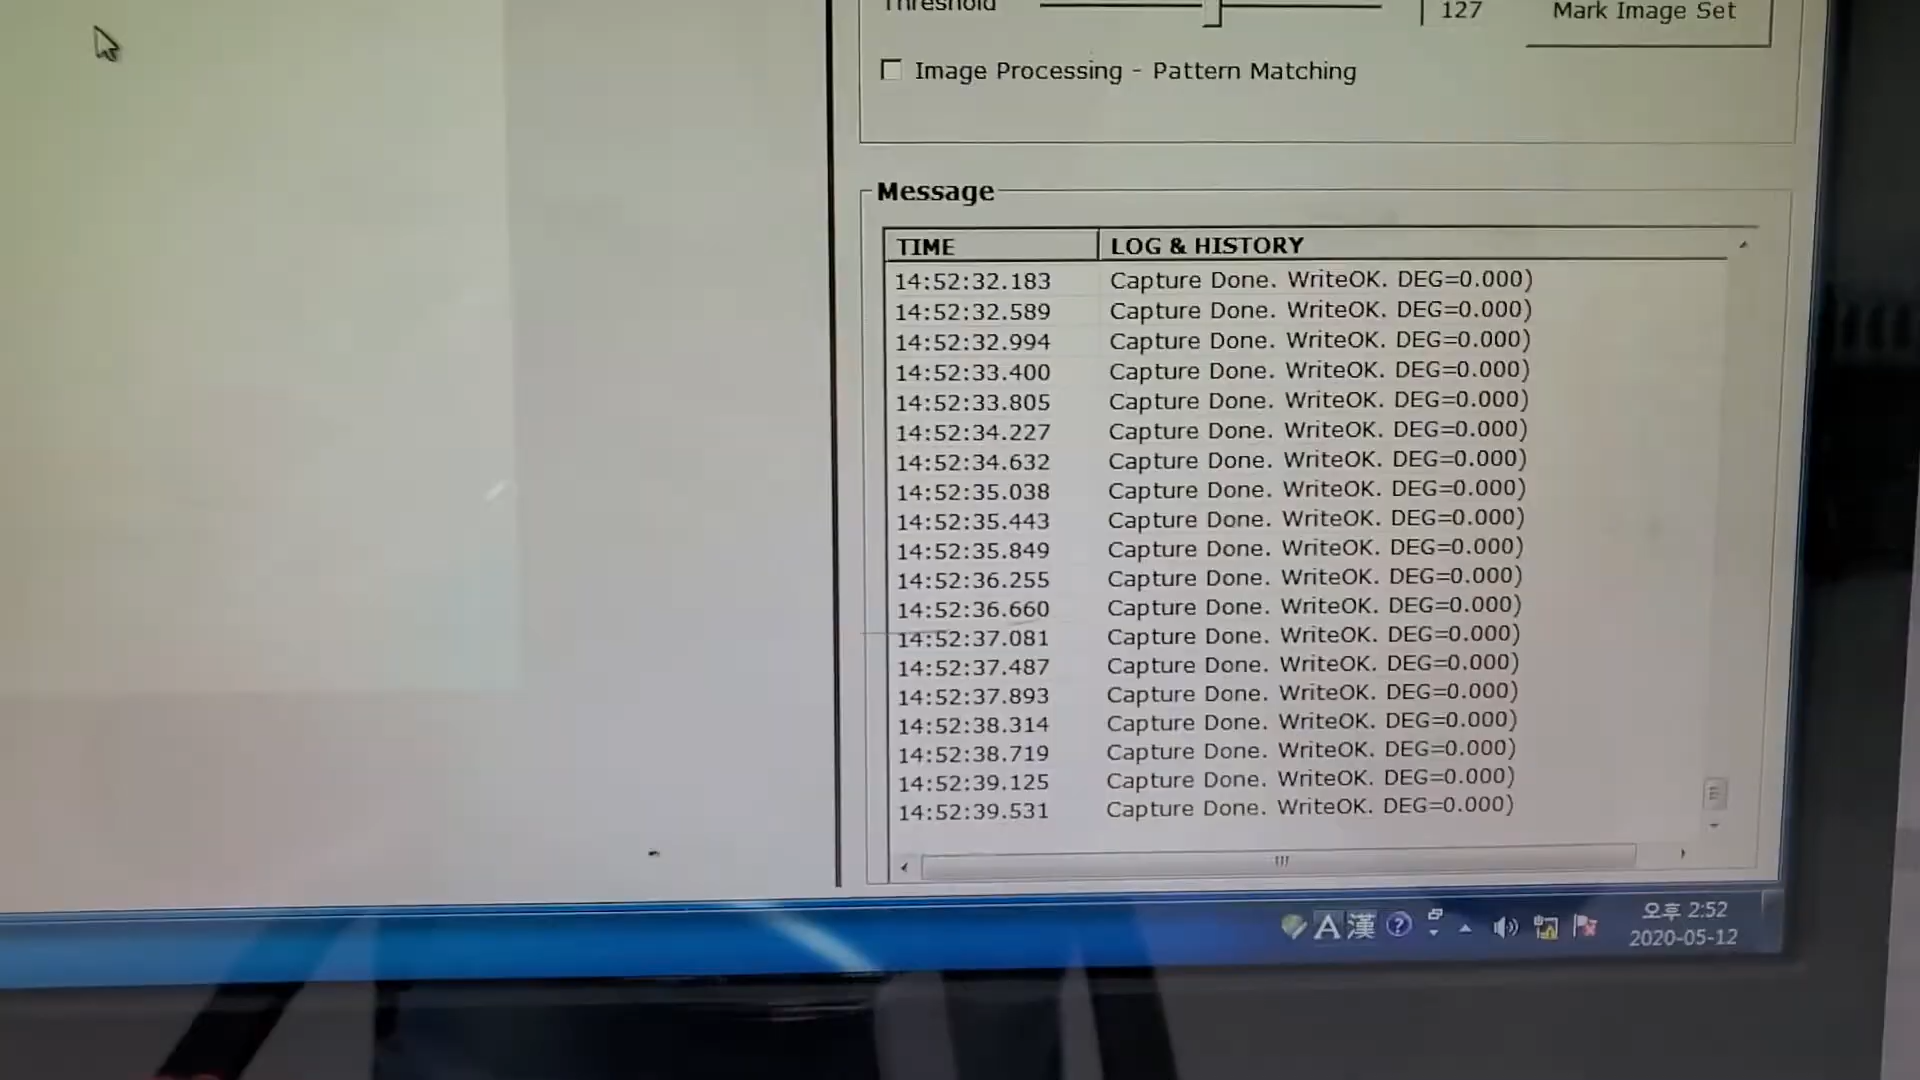 Threshold
127
Mark Image Set
Image Processing - Pattern Matching
Message
TIME LOG & HISTORY
14:52:32.183 Capture Done. WriteOK. DEG=0.000)
14:52:32.589 Capture Done. WriteOK. DEG=0.000)
14:52:32.994 Capture Done. WriteOK. DEG=0.000)
14:52:33.400 Capture Done. WriteOK. DEG=0.000)
14:52:33.805 Capture Done. WriteOK. DEG=0.000)
14:52:34.227 Capture Done. WriteOK. DEG=0.000)
14:52:34.632 Capture Done. WriteOK. DEG=0.000)
14:52:35.038 Capture Done. WriteOK. DEG=0.000)
14:52:35.443 Capture Done. WriteOK. DEG=0.000)
14:52:35.849 Capture Done. WriteOK. DEG=0.000)
14:52:36.255 Capture Done. WriteOK. DEG=0.000)
14:52:36.660 Capture Done. WriteOK. DEG=0.000)
14:52:37.081 Capture Done. WriteOK. DEG=0.000)
14:52:37.487 Capture Done. WriteOK. DEG=0.000)
14:52:37.893 Capture Done. WriteOK. DEG=0.000)
14:52:38.314 Capture Done. WriteOK. DEG=0.000)
14:52:38.719 Capture Done. WriteOK. DEG=0.000)
14:52:39.125 Capture Done. WriteOK. DEG=0.000)
14:52:39.531 Capture Done. WriteOK. DEG=0.000)
A 漢 ?
오후 2:52
2020-05-12